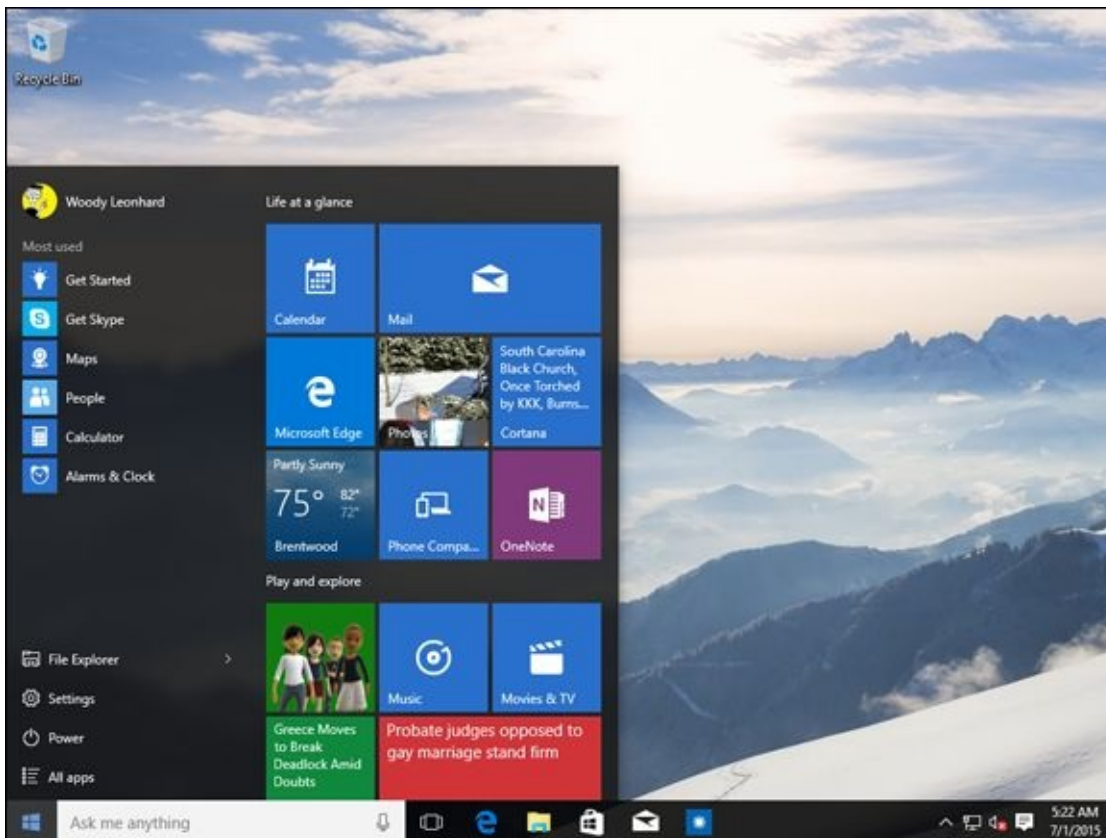 Recycle Bin
Woody Leonhard
Most used
Get Started
Get Skype
Maps
People
Calculator
Alarms & Clock
File Explorer
Settings
Power
All apps
Life at a glance
Calendar
Mail
Microsoft Edge
Photos
South Carolina
Black Church,
Once Torched
by KKK, Burns...
Cortana
Partly Sunny
75° 82°
72°
Brentwood
Phone Compa...
OneNote
Play and explore
Music
Movies & TV
Greece Moves
to Break
Deadlock Amid
Doubts
Probate judges opposed to
gay marriage stand firm
Ask me anything
5:22 AM
7/1/2015